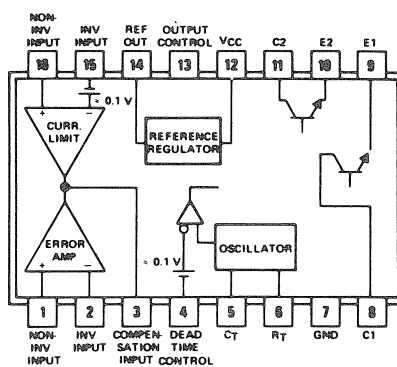 NON-
INV INV REF OUTPUT
INPUT INPUT OUT CONTROL VCC C2 E2 E1
16 15 14 13 12 11 10 9
+ − ≈ 0.1 V
CURR.
LIMIT
REFERENCE
REGULATOR
ERROR
AMP
+ −
≈ 0.1 V
OSCILLATOR
1 2 3 4 5 6 7 8
NON- INV COMPEN- DEAD CT RT GND C1
INV INPUT SATION TIME
INPUT INPUT CONTROL